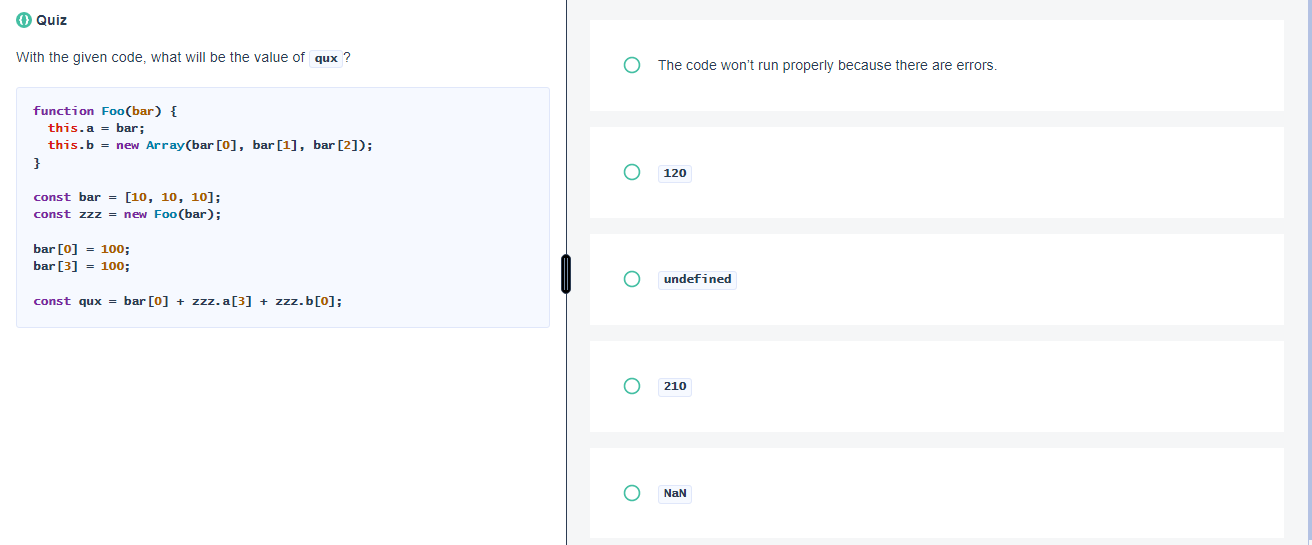 Quiz
With the given code, what will be the value of qux ?
function Foo(bar) {
  this.a = bar;
  this.b = new Array(bar[0], bar[1], bar[2]);
}
const bar = [10, 10, 10];
const zzz = new Foo(bar);
bar[0] = 100;
bar[3] = 100;
const qux = bar[0] + zzz.a[3] + zzz.b[0];
The code won't run properly because there are errors.
120
undefined
210
NaN